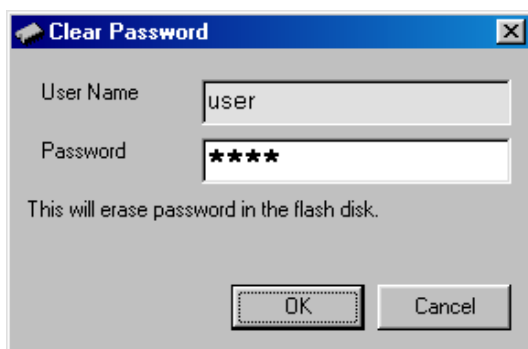 Clear Password
User Name
user
Password
****
This will erase password in the flash disk.
OK
Cancel